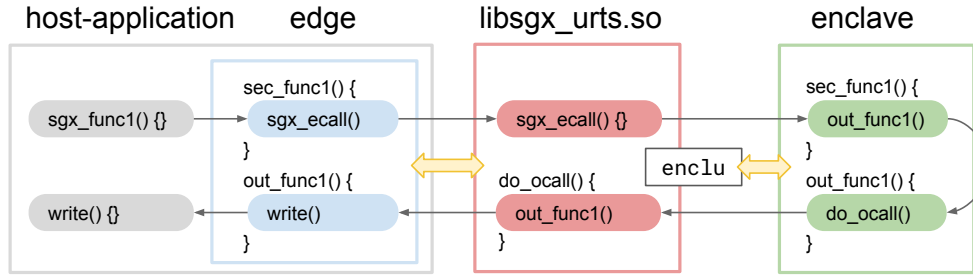 host-application
edge
libsgx_urts.so
enclave
sgx_func1() {}
sec_func1() {
sgx_ecall()
}
out_func1() {
write()
}
write() {}
sgx_ecall() {}
do_ocall() {
out_func1()
}
enclu
sec_func1() {
out_func1()
}
out_func1() {
do_ocall()
}